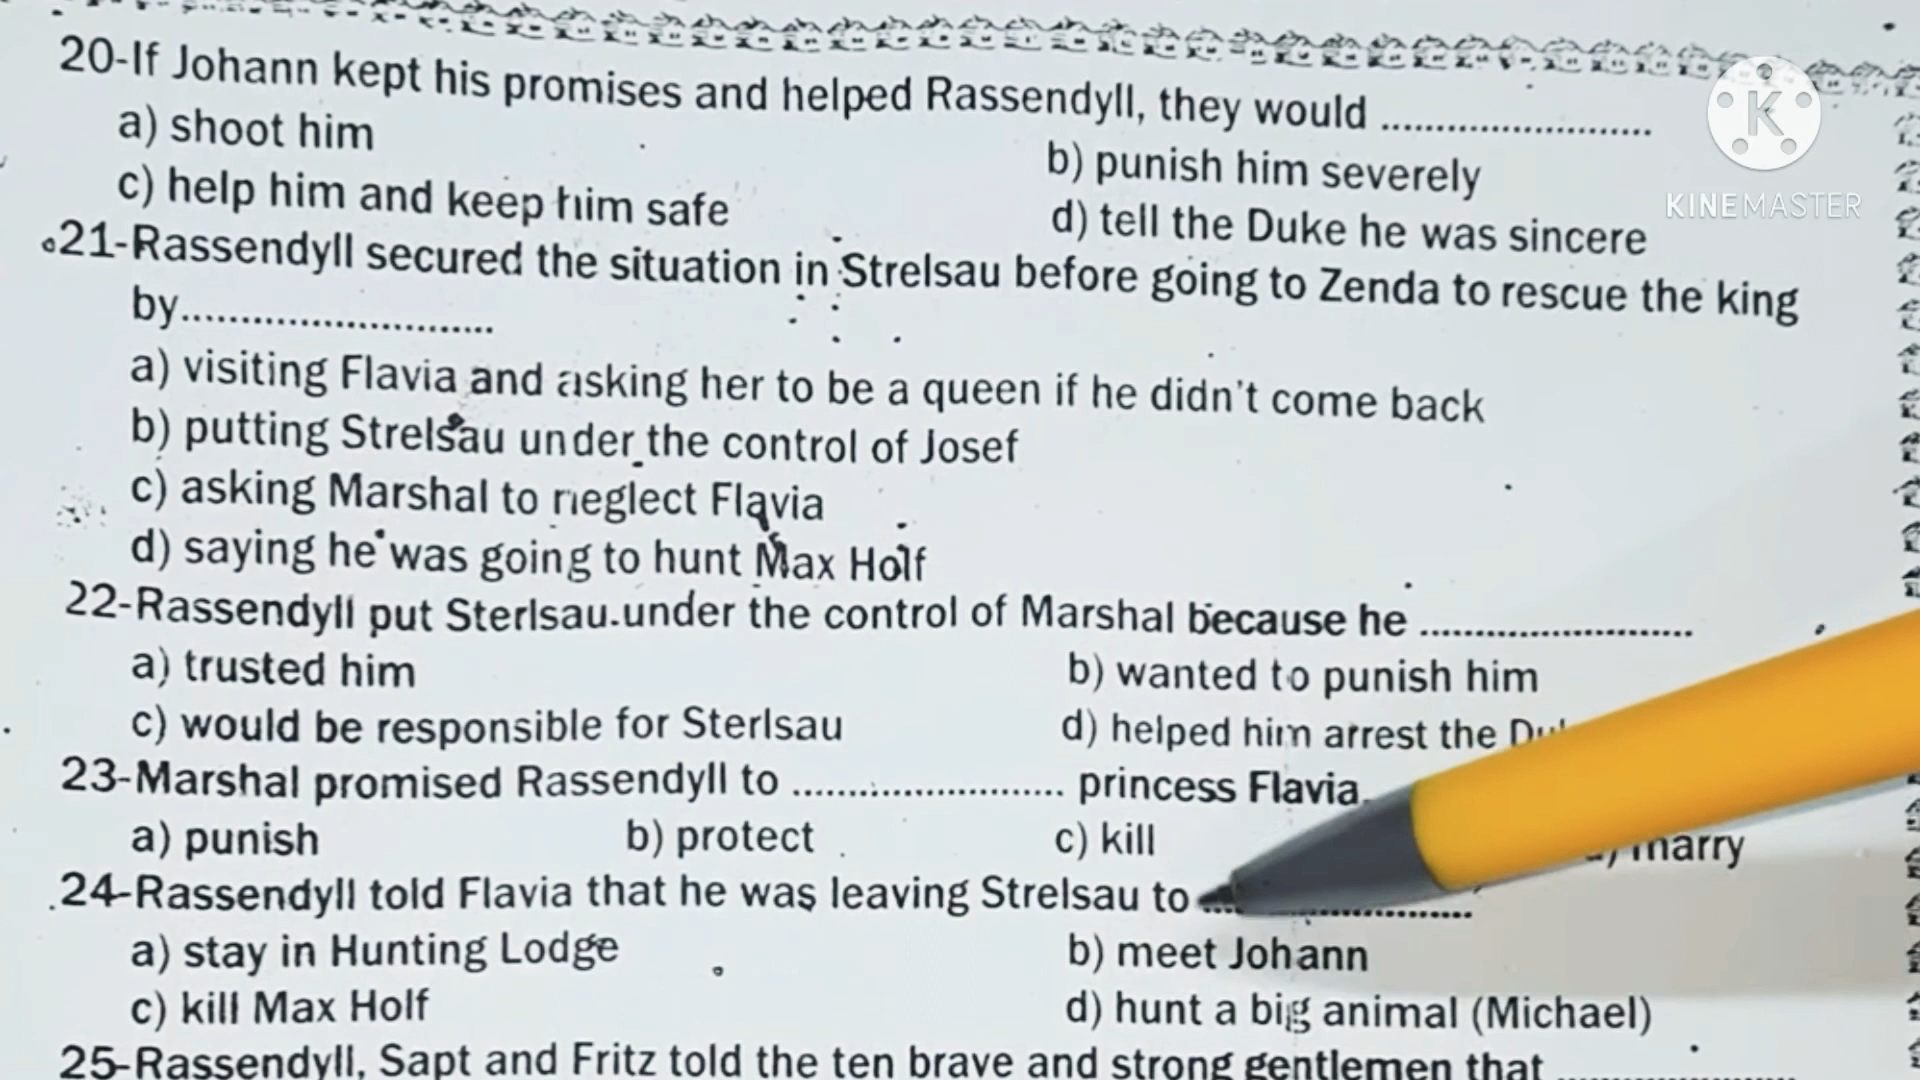 20-If Johann kept his promises and helped Rassendyll, they would ........................
a) shoot him
b) punish him severely
c) help him and keep him safe
d) tell the Duke he was sincere
21-Rassendyll secured the situation in Strelsau before going to Zenda to rescue the king
by...........................
a) visiting Flavia and asking her to be a queen if he didn't come back
b) putting Strelsau under the control of Josef
c) asking Marshal to neglect Flavia
d) saying he was going to hunt Max Holf
22-Rassendyll put Sterlsau.under the control of Marshal because he ........................
a) trusted him
b) wanted to punish him
c) would be responsible for Sterlsau
d) helped him arrest the
23-Marshal promised Rassendyll to ........................ princess Flavia.
a) punish
b) protect
c) kill
marry
24-Rassendyll told Flavia that he was leaving Strelsau to ........................
a) stay in Hunting Lodge
b) meet Johann
c) kill Max Holf
d) hunt a big animal (Michael)
25-Rassendyll, Sapt and Fritz told the ten brave and strong gentlemen that ........................
K
KINEMASTER